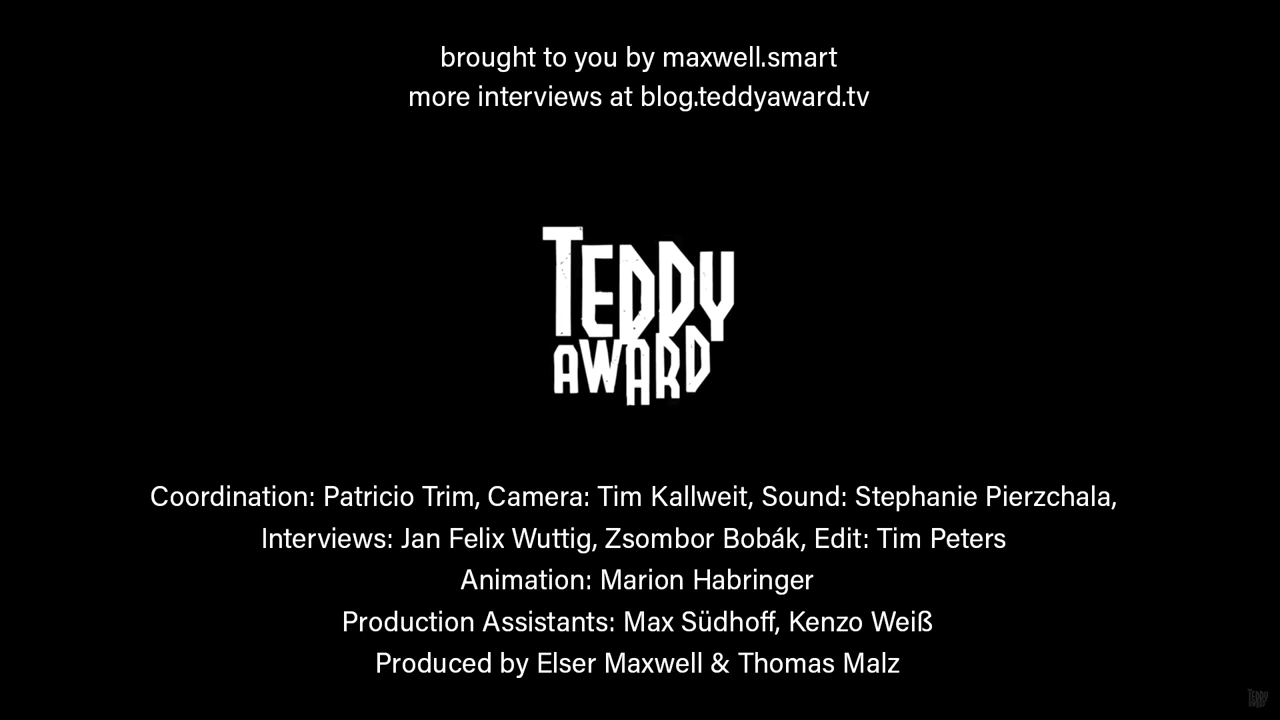 brought to you by maxwell.smart
more interviews at blog.teddyaward.tv
TEDDY
AWARD
Coordination: Patricio Trim, Camera: Tim Kallweit, Sound: Stephanie Pierzchala,
Interviews: Jan Felix Wuttig, Zsombor Bobák, Edit: Tim Peters
Animation: Marion Habringer
Production Assistants: Max Südhoff, Kenzo Weiß
Produced by Elser Maxwell & Thomas Malz
TEDDY
AWARD